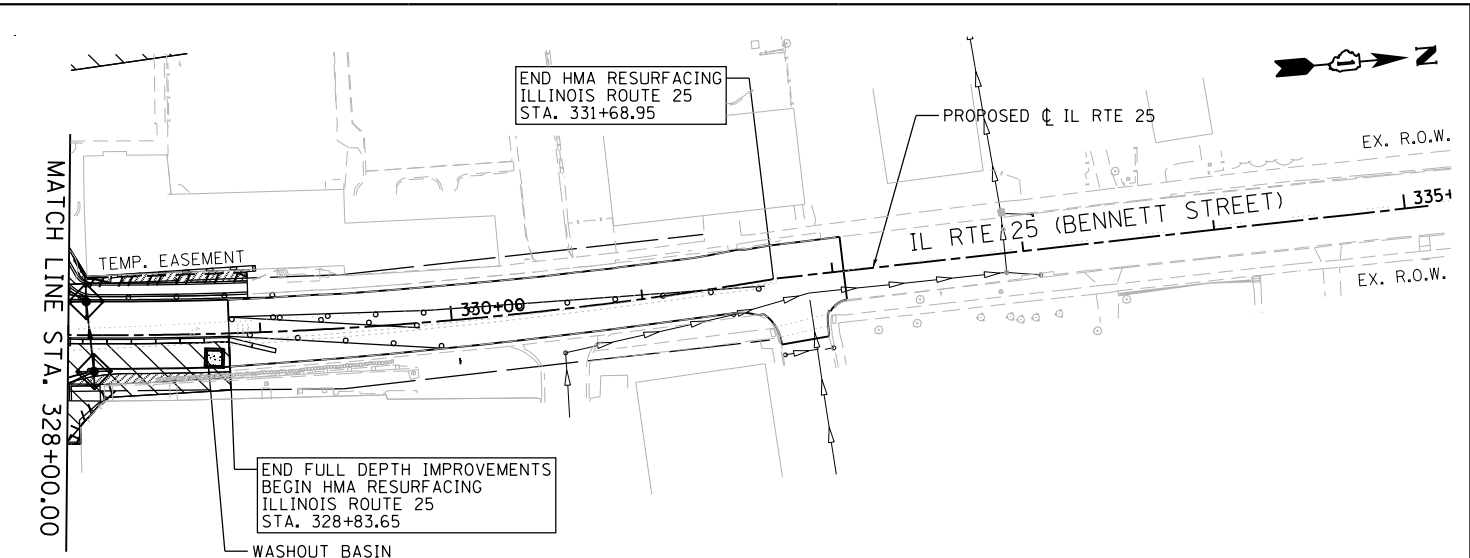 END HMA RESURFACING
ILLINOIS ROUTE 25
STA. 331+68.95
N
PROPOSED ℄ IL RTE 25
EX. R.O.W.
MATCH LINE STA. 328+00.00
TEMP. EASEMENT
IL RTE 25 (BENNETT STREET)
335+
330+00
EX. R.O.W.
END FULL DEPTH IMPROVEMENTS
BEGIN HMA RESURFACING
ILLINOIS ROUTE 25
STA. 328+83.65
WASHOUT BASIN